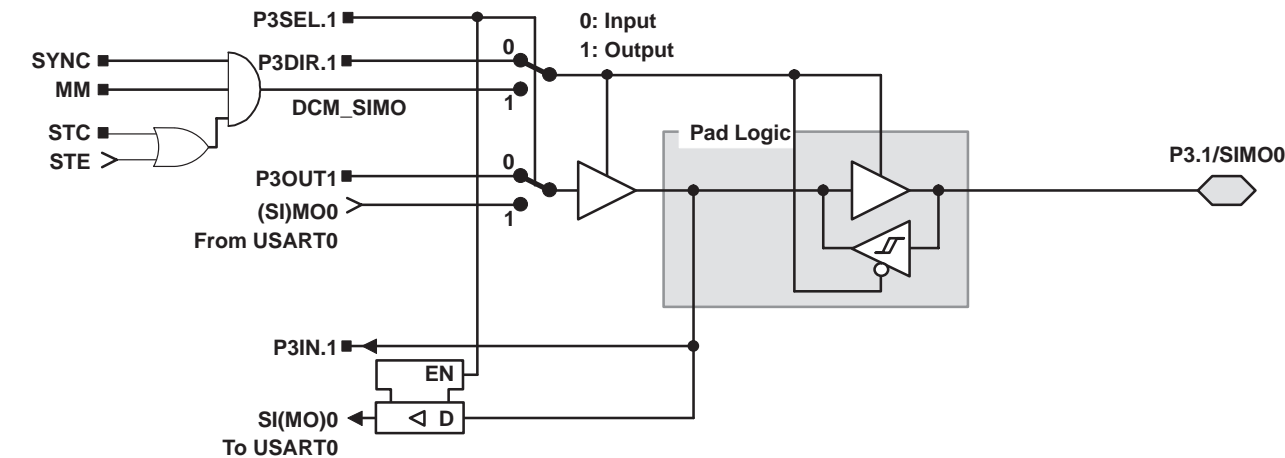 P3SEL.1
0: Input
1: Output
SYNC
P3DIR.1
0
MM
1
DCM_SIMO
STC
STE
Pad Logic
P3.1/SIMO0
P3OUT1
0
(SI)MO0
1
From USART0
P3IN.1
EN
SI(MO)0
D
To USART0